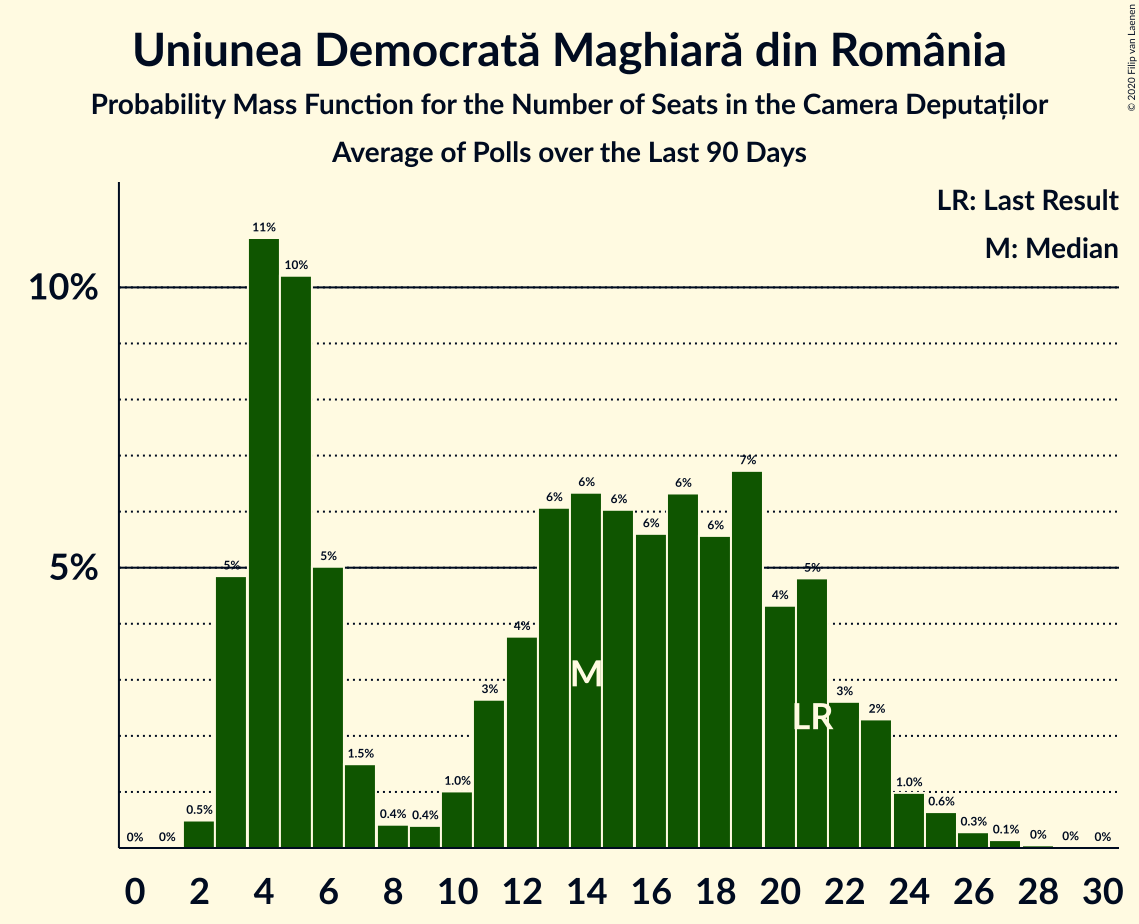 Uniunea Democrată Maghiară din România
Probability Mass Function for the Number of Seats in the Camera Deputaților
Average of Polls over the Last 90 Days
© 2020 Filip van Laenen
LR: Last Result
M: Median
10%
5%
0% 0% 0.5% 5% 11% 10% 5% 1.5% 0.4% 0.4% 1.0% 3% 4% 6% 6% 6% 6% 6% 6% 7% 4% 5% 3% 2% 1.0% 0.6% 0.3% 0.1% 0% 0% 0%
M
LR
0 2 4 6 8 10 12 14 16 18 20 22 24 26 28 30